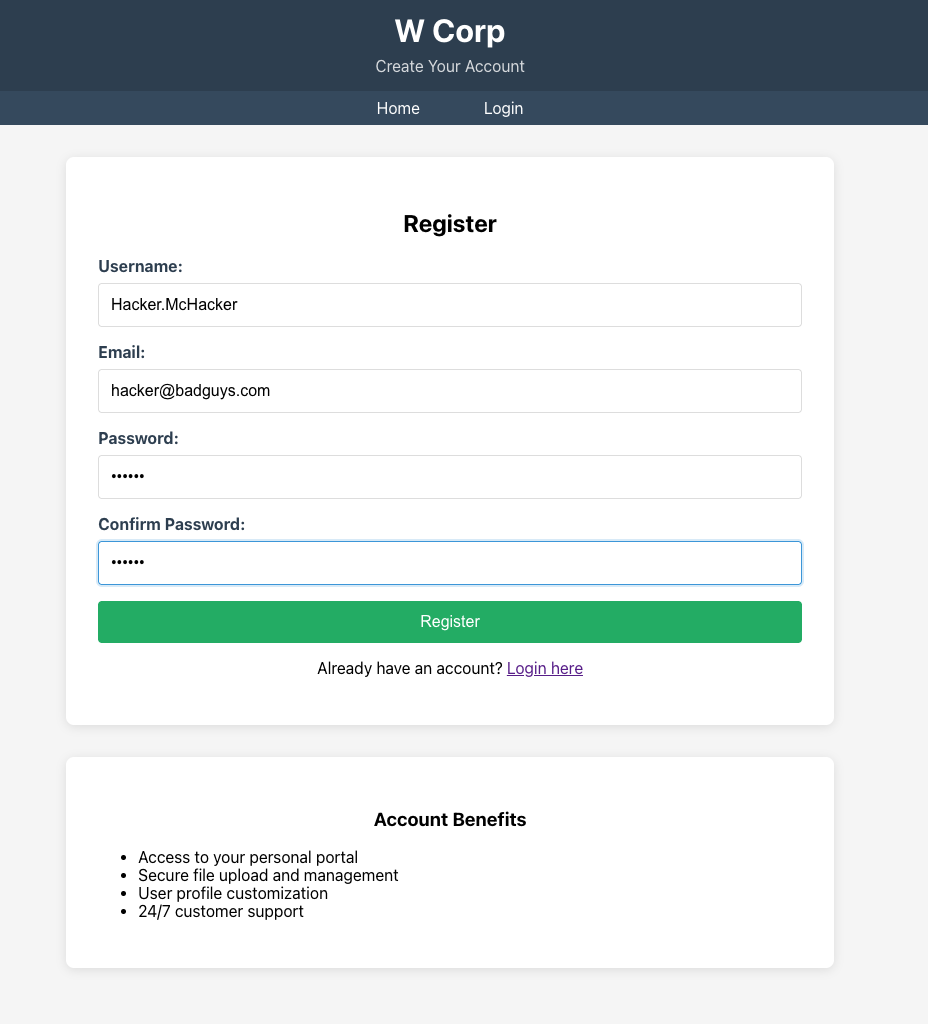 W Corp
Create Your Account
Home Login
Register
Username:
Hacker.McHacker
Email:
hacker@badguys.com
Password:
••••••
Confirm Password:
••••••
Register
Already have an account? Login here
Account Benefits
• Access to your personal portal
• Secure file upload and management
• User profile customization
• 24/7 customer support